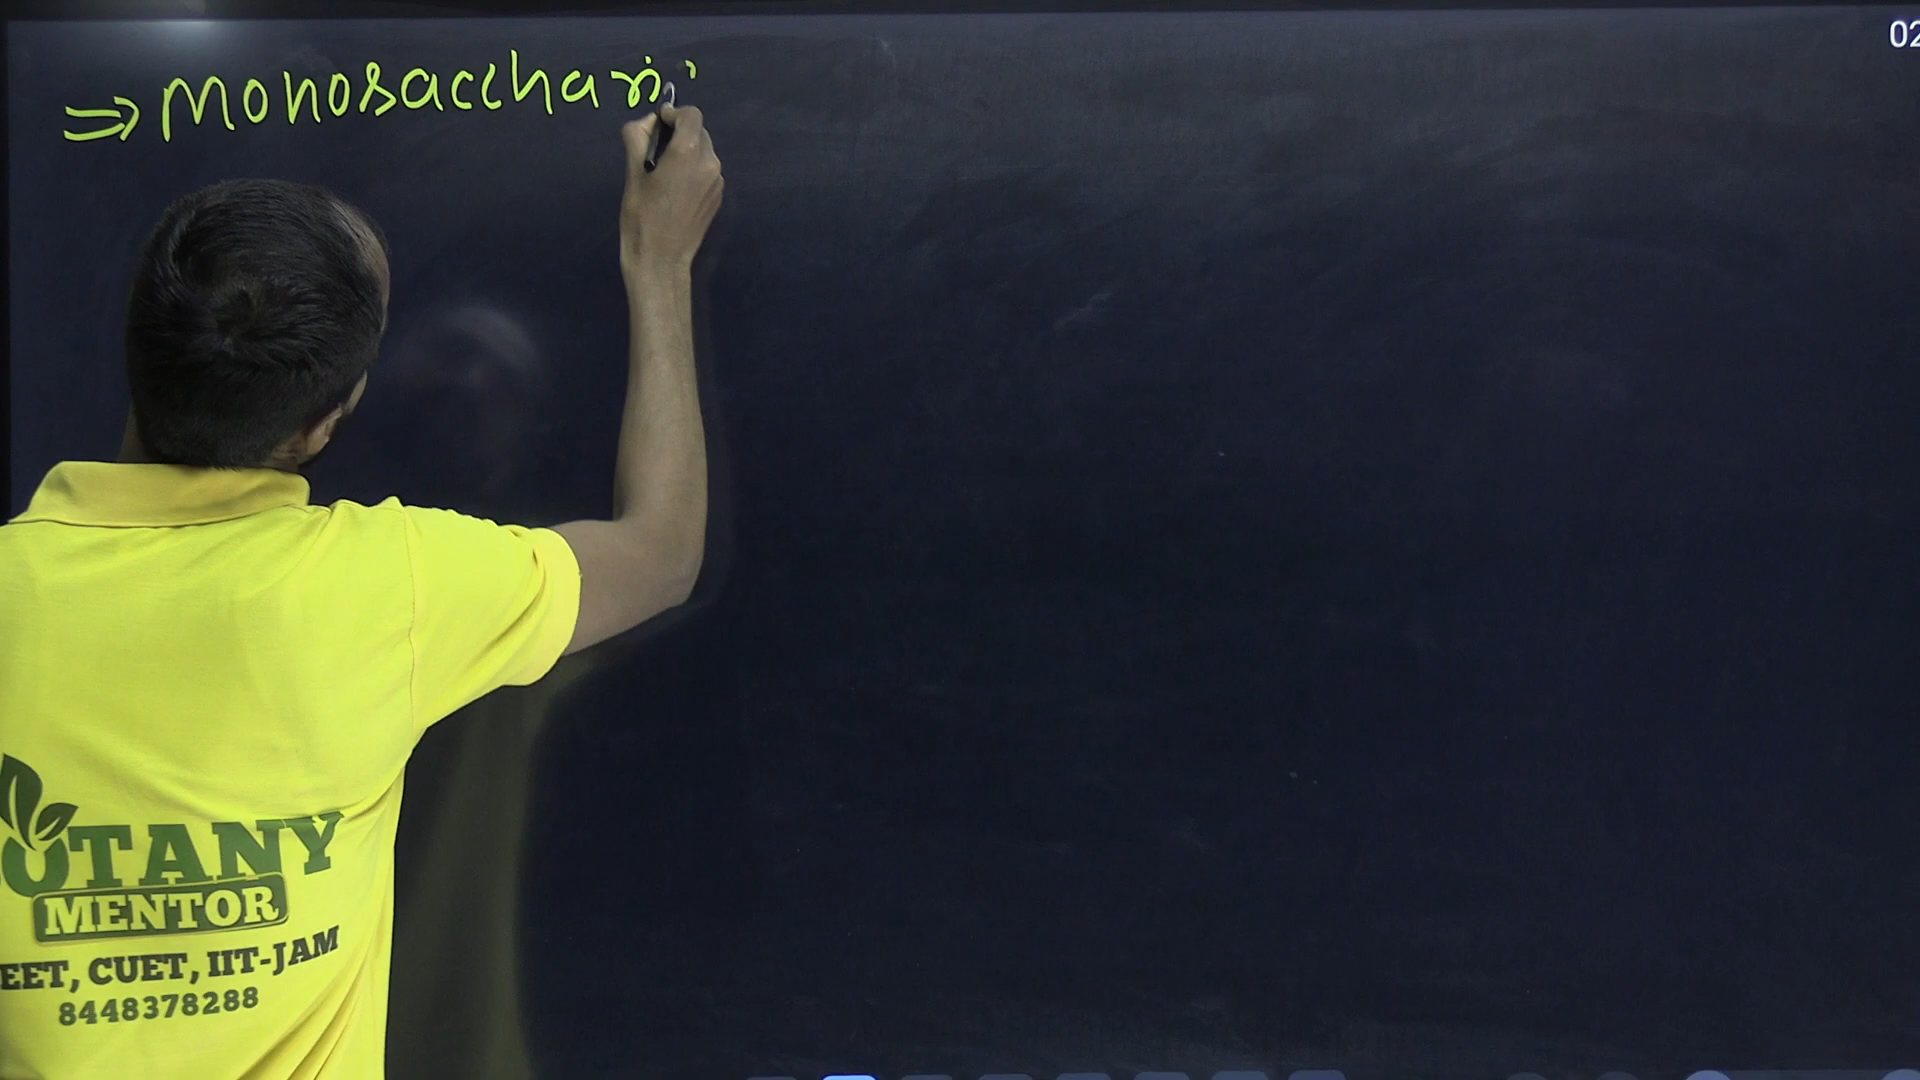 ⇒ Monosacchari
02
OTANY
MENTOR
EET, CUET, IIT-JAM
8448378288